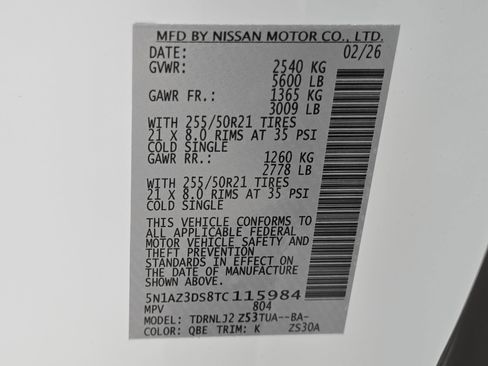 MFD BY NISSAN MOTOR CO., LTD.
DATE: 02/26
GVWR: 2540 KG
5600 LB
GAWR FR.: 1365 KG
3009 LB
WITH 255/50R21 TIRES
21 X 8.0 RIMS AT 35 PSI
COLD SINGLE
GAWR RR.: 1260 KG
2778 LB
WITH 255/50R21 TIRES
21 X 8.0 RIMS AT 35 PSI
COLD SINGLE
THIS VEHICLE CONFORMS TO
ALL APPLICABLE FEDERAL
MOTOR VEHICLE SAFETY AND
THEFT PREVENTION
STANDARDS IN EFFECT ON
THE DATE OF MANUFACTURE
SHOWN ABOVE.
5N1AZ3DS8TC115984
MPV 804
MODEL: TDRNLJ2 Z53TUA--BA-
COLOR: QBE TRIM: K ZS30A